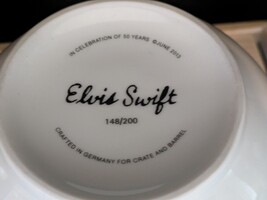 IN CELEBRATION OF 50 YEARS ©JUNE 2012
Elvis Swift
148/200
CRAFTED IN GERMANY FOR CRATE AND BARREL